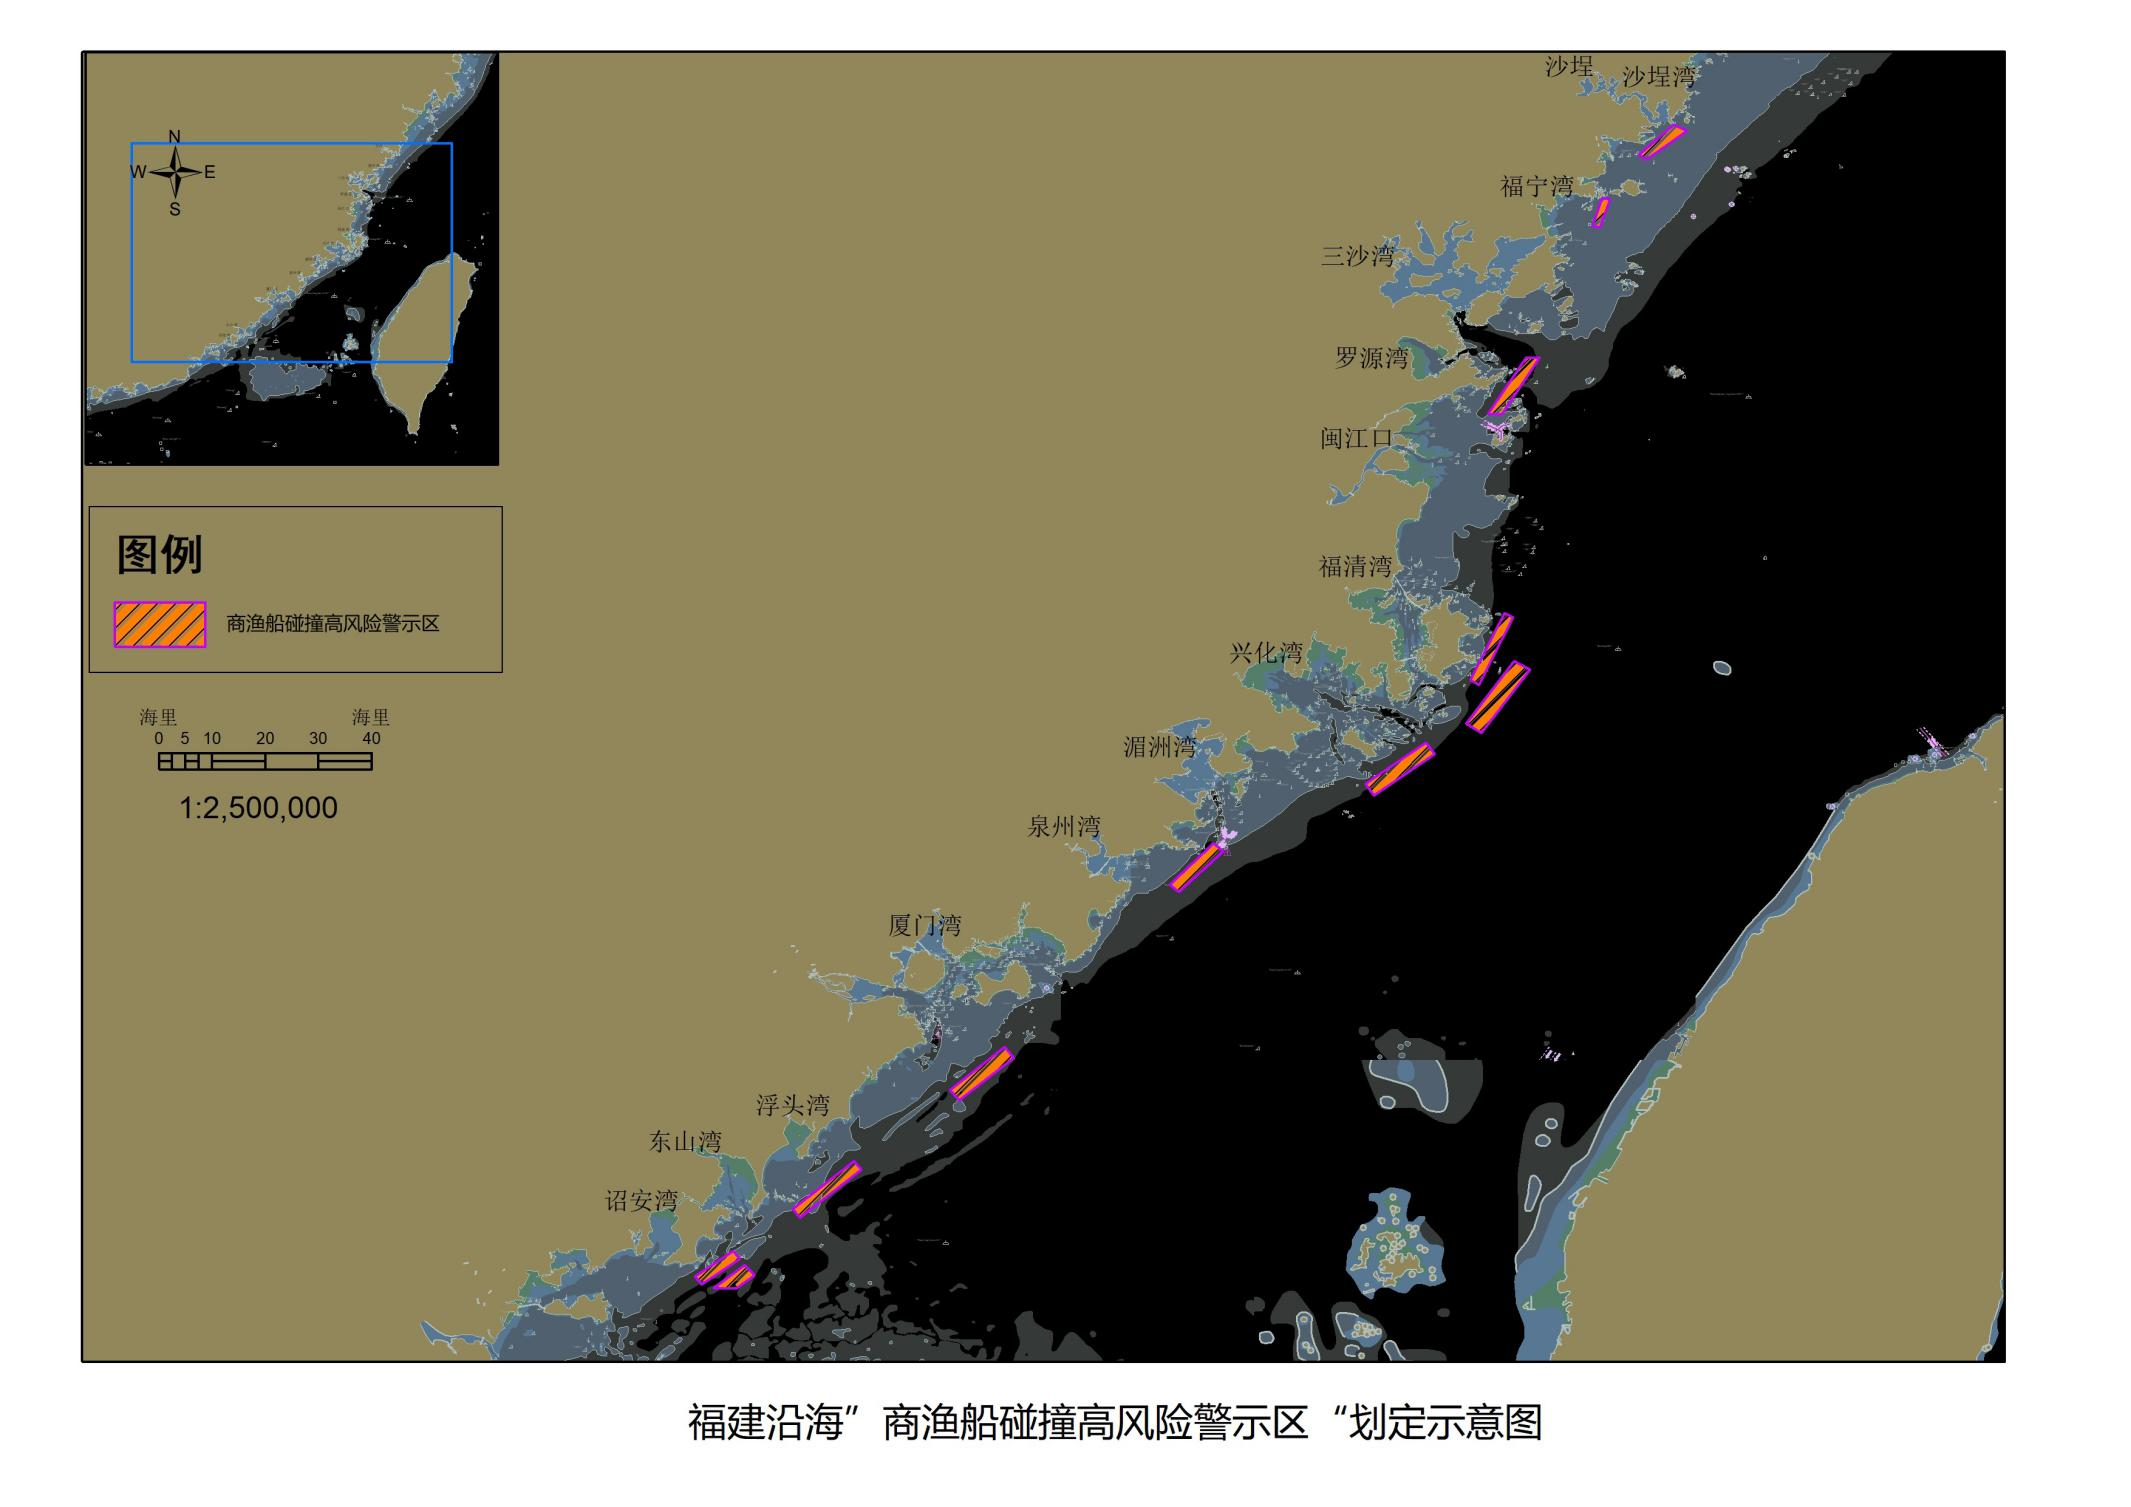 沙埕
沙埕湾
N
W
E
S
福宁湾
三沙湾
罗源湾
闽江口
图例
福清湾
商渔船碰撞高风险警示区
兴化湾
海里
海里
0 5 10 20 30 40
湄洲湾
1:2,500,000
泉州湾
厦门湾
浮头湾
东山湾
诏安湾
福建沿海”商渔船碰撞高风险警示区“划定示意图